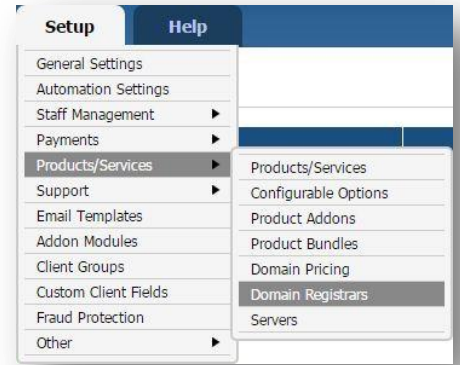 Setup
Help
General Settings
Automation Settings
Staff Management
Payments
Products/Services
Support
Email Templates
Addon Modules
Client Groups
Custom Client Fields
Fraud Protection
Other
Products/Services
Configurable Options
Product Addons
Product Bundles
Domain Pricing
Domain Registrars
Servers